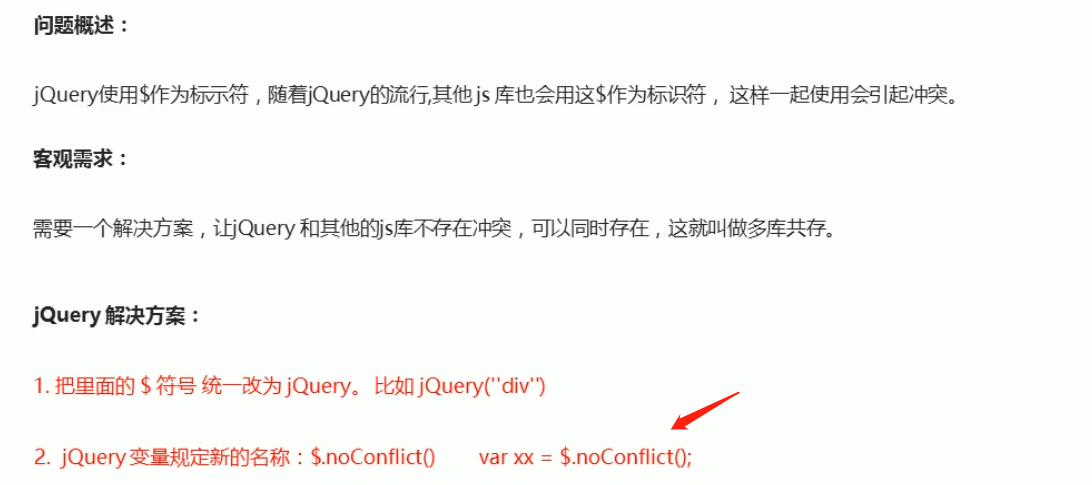 问题概述：
jQuery使用$作为标示符，随着jQuery的流行,其他 js 库也会用这$作为标识符， 这样一起使用会引起冲突。
客观需求：
需要一个解决方案，让jQuery 和其他的js库不存在冲突，可以同时存在，这就叫做多库共存。
jQuery 解决方案：
1. 把里面的 $ 符号 统一改为 jQuery。 比如 jQuery(''div'')
2. jQuery 变量规定新的名称：$.noConflict() var xx = $.noConflict();